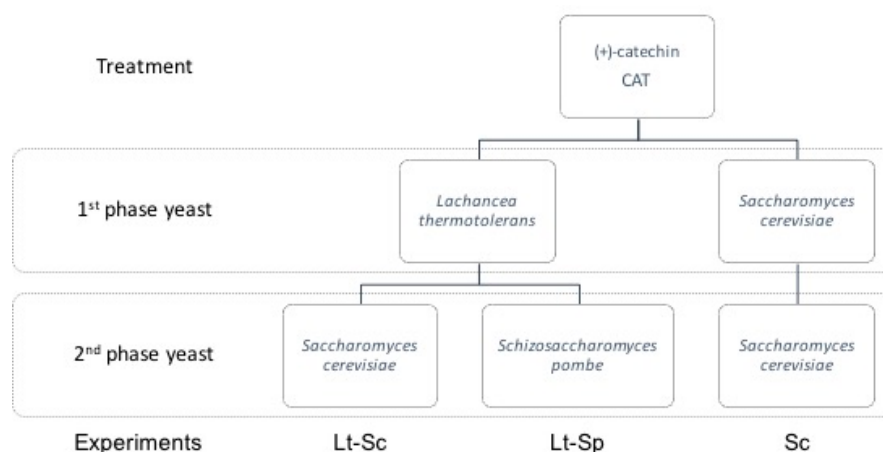 Treatment
(+)-catechin
CAT
1st phase yeast
Lachancea
thermotolerans
Saccharomyces
cerevisiae
2nd phase yeast
Saccharomyces
cerevisiae
Schizosaccharomyces
pombe
Saccharomyces
cerevisiae
Experiments
Lt-Sc
Lt-Sp
Sc